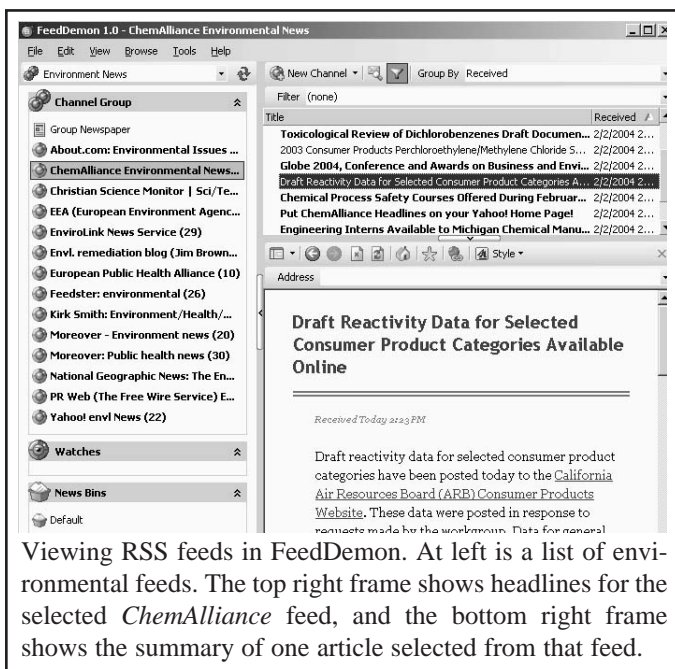 FeedDemon 1.0 - ChemAlliance Environmental News
File Edit View Browse Tools Help
Environment News
Channel Group
Group Newspaper
About.com: Environmental Issues ...
ChemAlliance Environmental News...
Christian Science Monitor | Sci/Te...
EEA (European Environment Agenc...
EnviroLink News Service (29)
Envl. remediation blog (Jim Brown...
European Public Health Alliance (10)
Feedster: environmental (26)
Kirk Smith: Environment/Health/...
Moreover - Environment news (20)
Moreover: Public health news (30)
National Geographic News: The En...
PR Web (The Free Wire Service) E...
Yahoo! envl News (22)
Watches
News Bins
Default
New Channel Group By Received
Filter (none)
Title Received
Toxicological Review of Dichlorobenzenes Draft Documen... 2/2/2004 2...
2003 Consumer Products Perchloroethylene/Methylene Chloride S... 2/2/2004 2...
Globe 2004, Conference and Awards on Business and Envi... 2/2/2004 2...
Draft Reactivity Data for Selected Consumer Product Categories A... 2/2/2004 2...
Chemical Process Safety Courses Offered During Februar... 2/2/2004 2...
Put ChemAlliance Headlines on your Yahoo! Home Page! 2/2/2004 2...
Engineering Interns Available to Michigan Chemical Manu... 2/2/2004 2...
Style
Address
Draft Reactivity Data for Selected
Consumer Product Categories Available
Online
Received Today 21:23 PM
Draft reactivity data for selected consumer product
categories have been posted today to the California
Air Resources Board (ARB) Consumer Products
Website. These data were posted in response to
requests made by the workgroup. Data for general
Viewing RSS feeds in FeedDemon. At left is a list of envi-
ronmental feeds. The top right frame shows headlines for the
selected ChemAlliance feed, and the bottom right frame
shows the summary of one article selected from that feed.